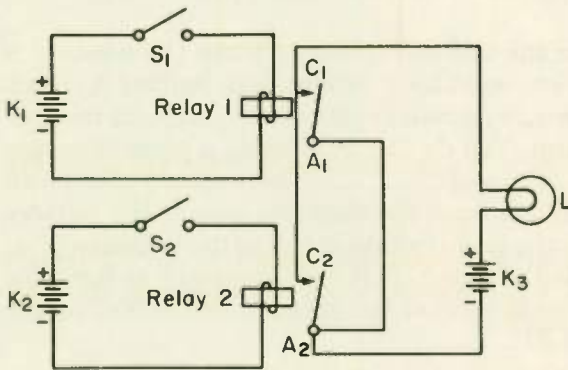 S1
+
K1
-
Relay 1
C1
A1
L
S2
+
K2
-
Relay 2
C2
A2
+
K3
-